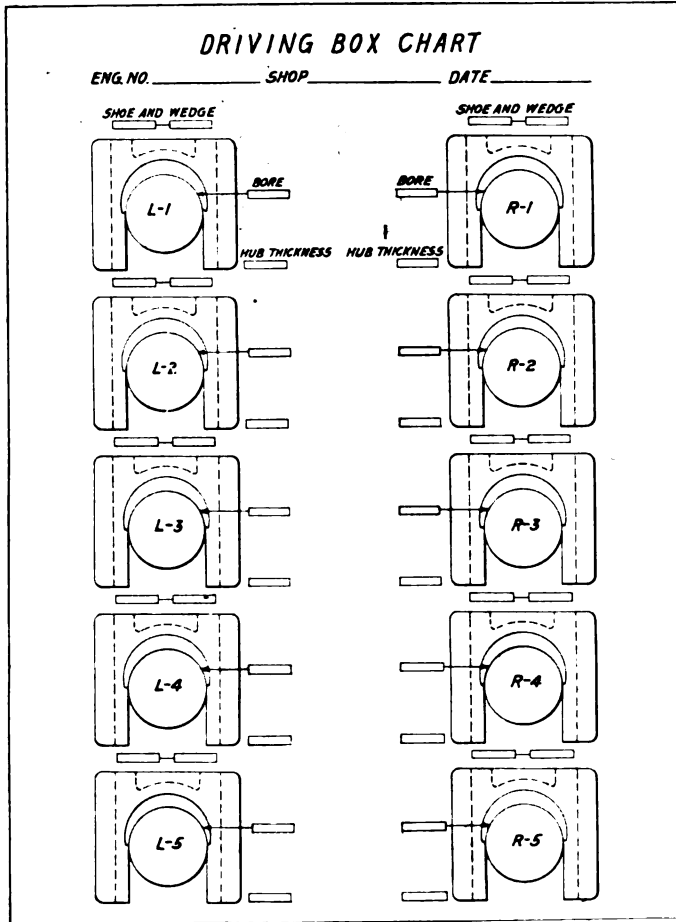 DRIVING BOX CHART
ENG. NO. SHOP DATE
SHOE AND WEDGE SHOE AND WEDGE
BORE BORE
L-1 R-1
HUB THICKNESS HUB THICKNESS
L-2 R-2
L-3 R-3
L-4 R-4
L-5 R-5